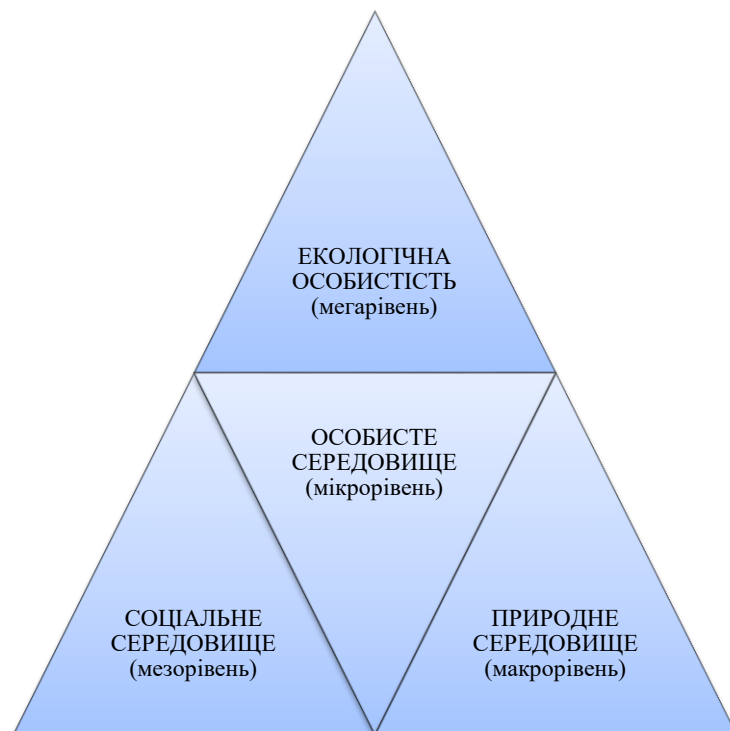 ЕКОЛОГІЧНА
ОСОБИСТІСТЬ
(мегарівень)
ОСОБИСТЕ
СЕРЕДОВИЩЕ
(мікрорівень)
СОЦІАЛЬНЕ
СЕРЕДОВИЩЕ
(мезорівень)
ПРИРОДНЕ
СЕРЕДОВИЩЕ
(макрорівень)